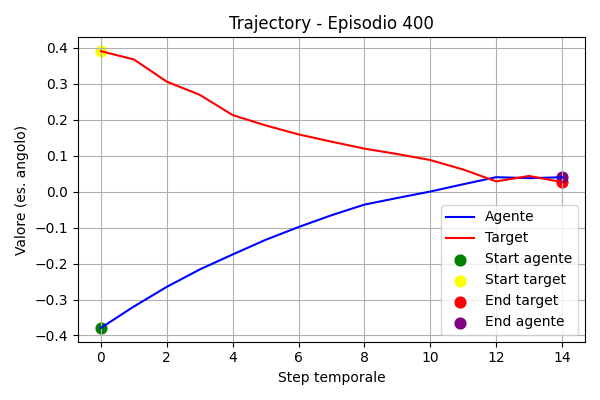 Trajectory - Episodio 400
Valore (es. angolo)
0.4
0.3
0.2
0.1
0.0
−0.1
−0.2
−0.3
−0.4
Agente
Target
Start agente
Start target
End target
End agente
0 2 4 6 8 10 12 14
Step temporale